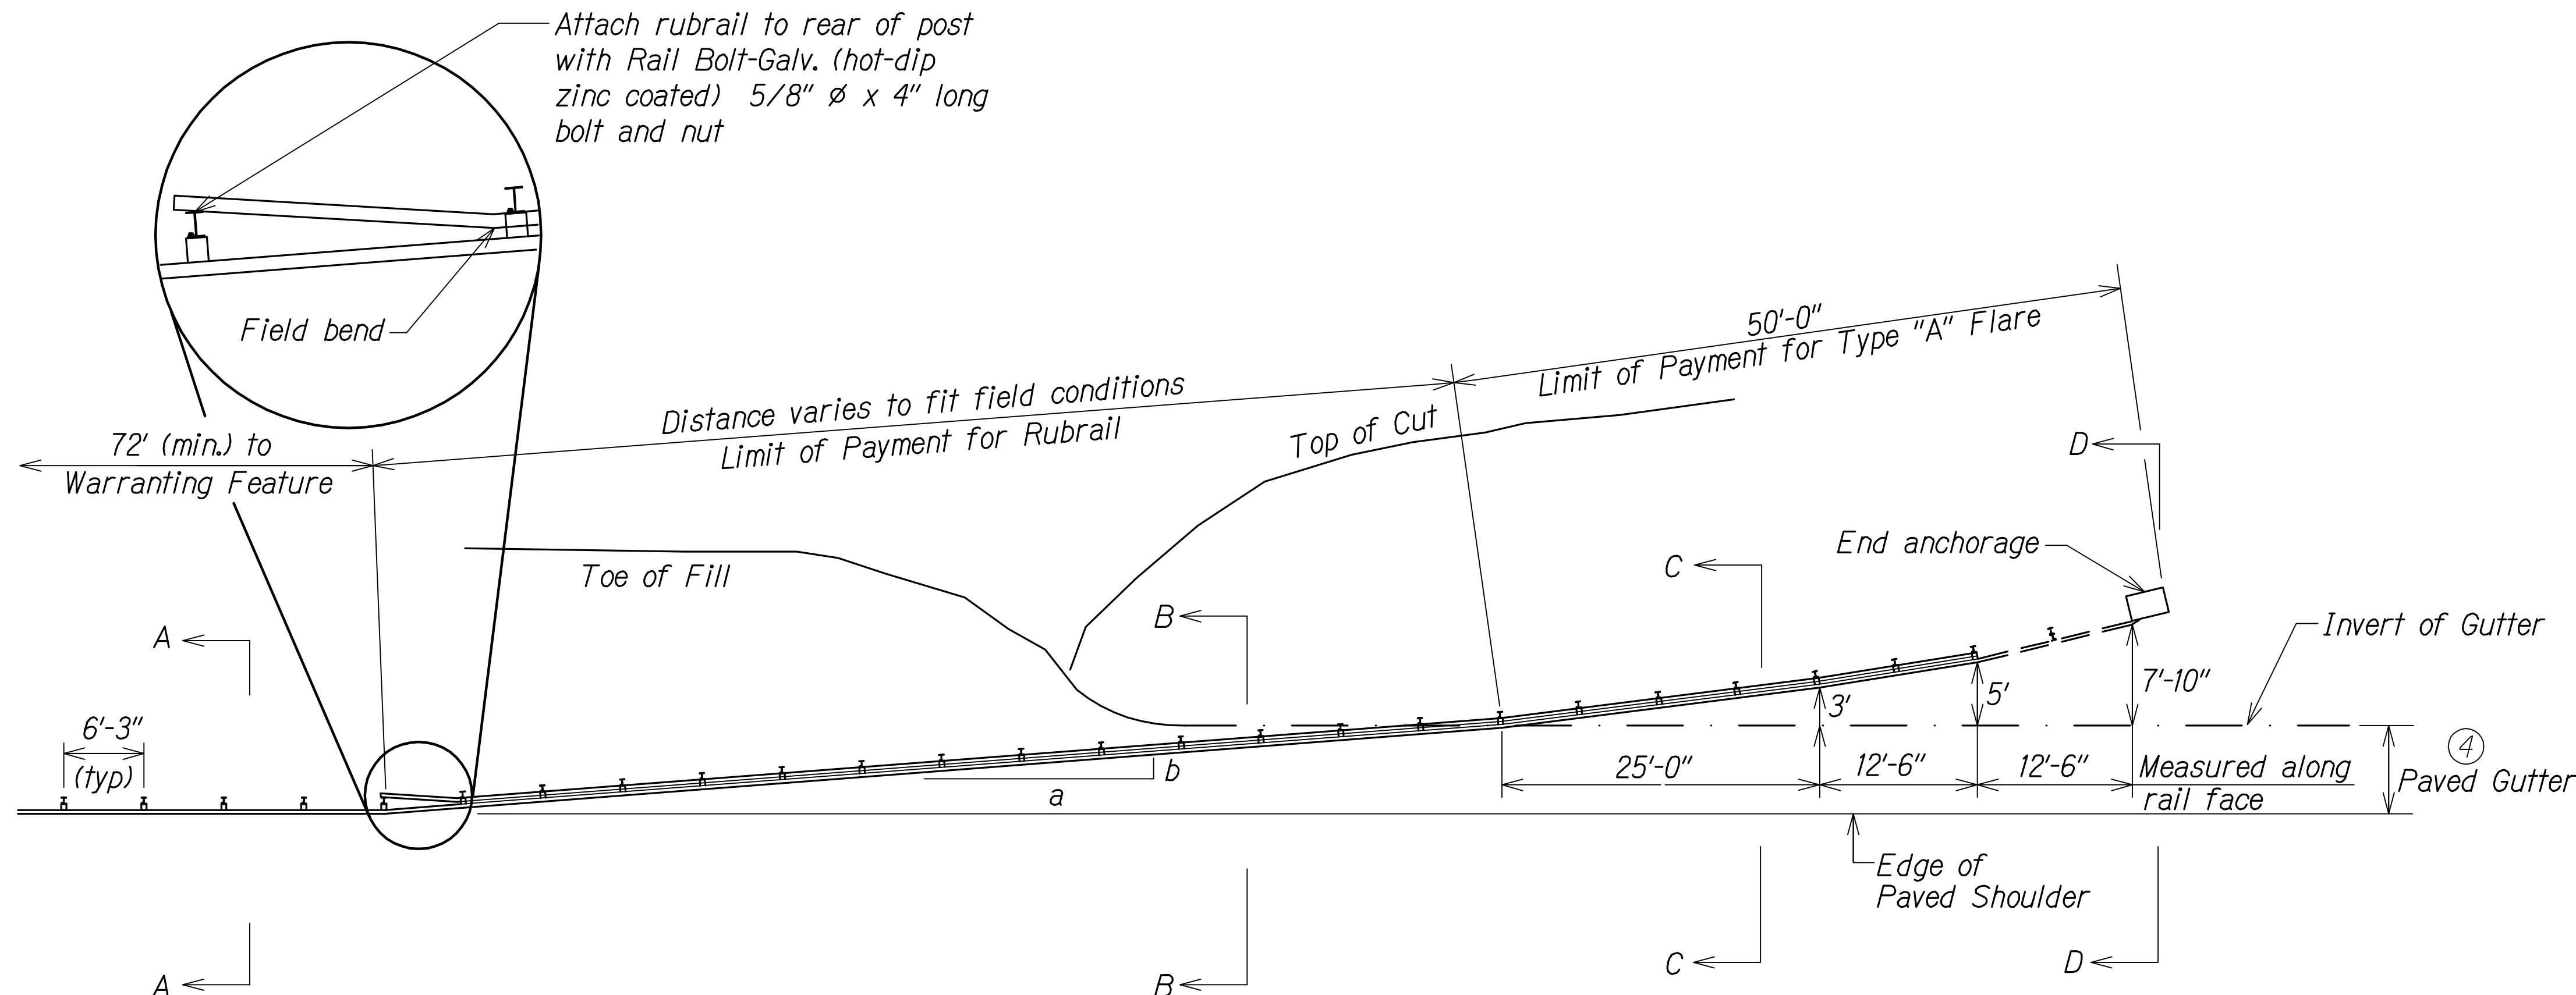 Attach rubrail to rear of post
with Rail Bolt-Galv. (hot-dip
zinc coated) 5/8" ø x 4" long
bolt and nut
Field bend
50'-0"
Limit of Payment for Type "A" Flare
Distance varies to fit field conditions
Limit of Payment for Rubrail
Top of Cut
72' (min.) to
Warranting Feature
D
End anchorage
C
Toe of Fill
B
Invert of Gutter
A
7'-10"
5'
3'
6'-3"
(typ)
4
Paved Gutter
25'-0"
12'-6"
12'-6"
Measured along
rail face
b
a
Edge of
Paved Shoulder
C
D
A
B